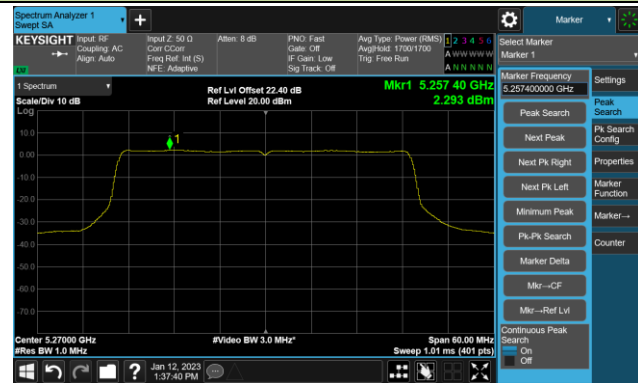 Spectrum Analyzer 1
Swept SA
Marker
KEYSIGHT Input: RF
Coupling: AC
Align: Auto
Input Z: 50 Ω
Corr CCorr
Freq Ref: Int (S)
NFE: Adaptive
Atten: 8 dB
PNO: Fast
Gate: Off
IF Gain: Low
Sig Track: Off
Avg Type: Power (RMS)
Avg|Hold: 1700/1700
Trig: Free Run
1 2 3 4 5 6
A W W W W W
A N N N N N
Select Marker
Marker 1
1 Spectrum
Scale/Div 10 dB
Log
Ref Lvl Offset 22.40 dB
Ref Level 20.00 dBm
Mkr1 5.257 40 GHz
2.293 dBm
10.0
0.00
-10.0
-20.0
-30.0
-40.0
-50.0
-60.0
-70.0
1
Center 5.27000 GHz
#Res BW 1.0 MHz
#Video BW 3.0 MHz*
Span 60.00 MHz
Sweep 1.01 ms (401 pts)
Marker Frequency
5.257400000 GHz
Peak Search
Next Peak
Next Pk Right
Next Pk Left
Minimum Peak
Pk-Pk Search
Marker Delta
Mkr→CF
Mkr→Ref Lvl
Continuous Peak
Search
On
Off
Settings
Peak
Search
Pk Search
Config
Properties
Marker
Function
Marker→
Counter
Jan 12, 2023
1:37:40 PM